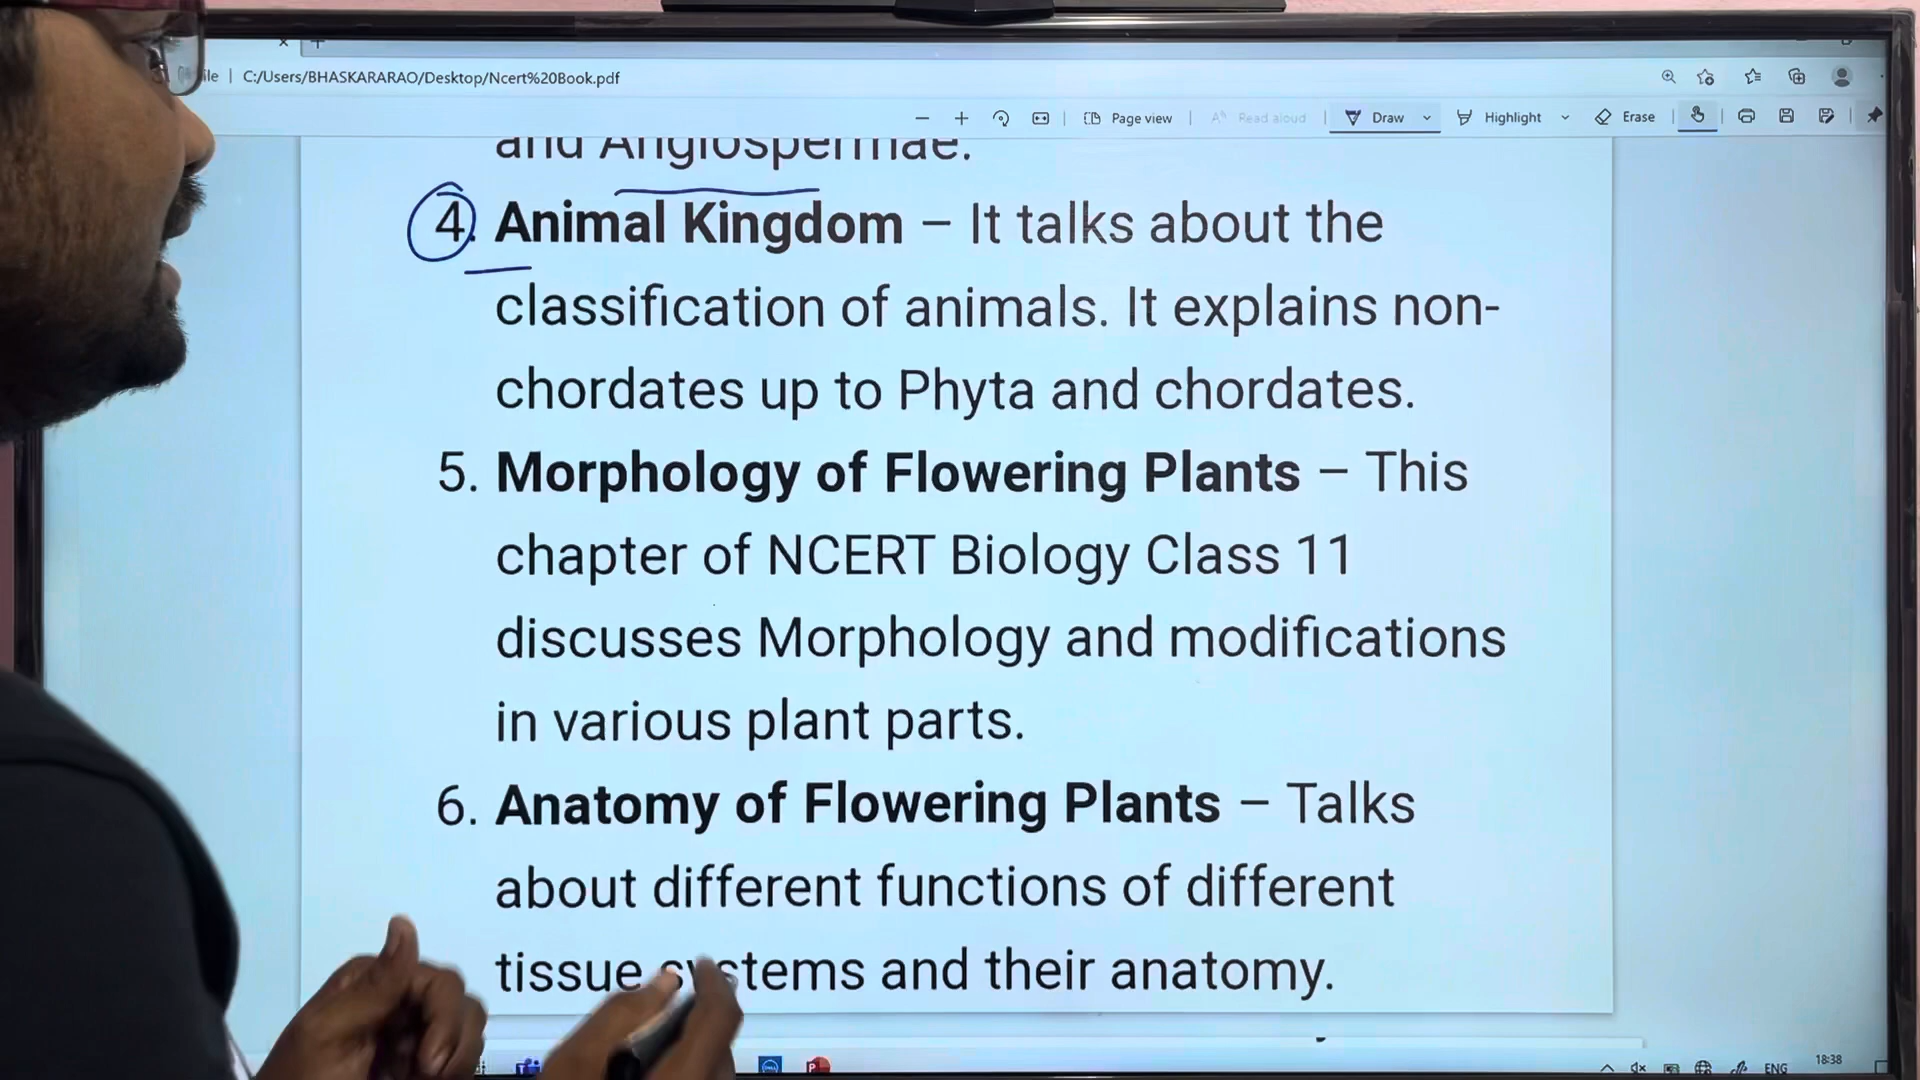 C:/Users/BHASKARARAO/Desktop/Ncert%20Book.pdf
Page view
Read aloud
Draw
Highlight
Erase
and Angiospermae.
4. Animal Kingdom – It talks about the
classification of animals. It explains non-
chordates up to Phyta and chordates.
5. Morphology of Flowering Plants – This
chapter of NCERT Biology Class 11
discusses Morphology and modifications
in various plant parts.
6. Anatomy of Flowering Plants – Talks
about different functions of different
tissue systems and their anatomy.
ENG
18:38